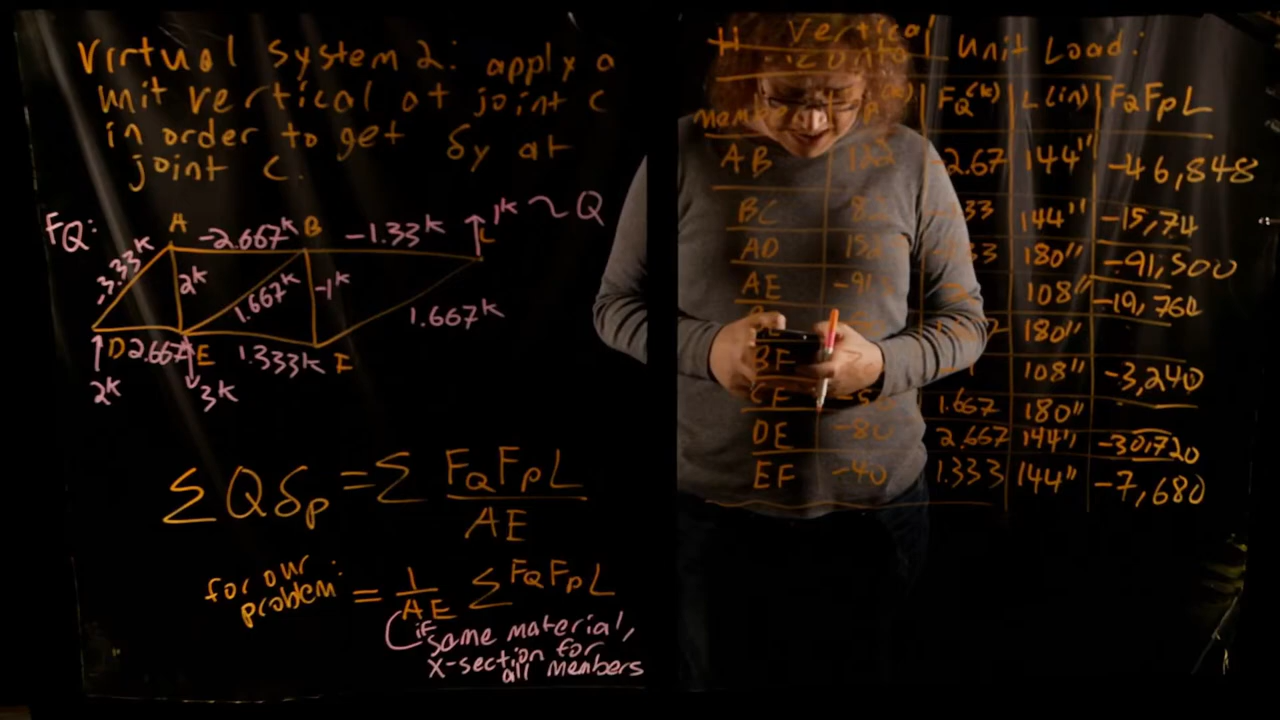 Virtual System 2: apply a
unit vertical at joint C
in order to get δy at
joint C.
FQ:
A
-2.667k
B
-1.33k
1k ~ Q
C
-3.33k
2k
1.667k
-1k
1.667k
D
2.667k
E
1.333k
F
2k
3k
ΣQδp = Σ FQFpL / AE
for our
problem:
= 1/AE Σ FQFpL
if
same material,
x-section for
all members
Vertical Unit Load:
member FQ(k) L(in) FQFpL
AB 122 -2.67 144" -46,848
BC 144" -15,74
AD 180" -91,500
AE 108" -19,760
180"
BF 108" -3,240
CF 1.667 180"
DE -80 2.667 144" -30,720
EF -40 1.333 144" -7,680